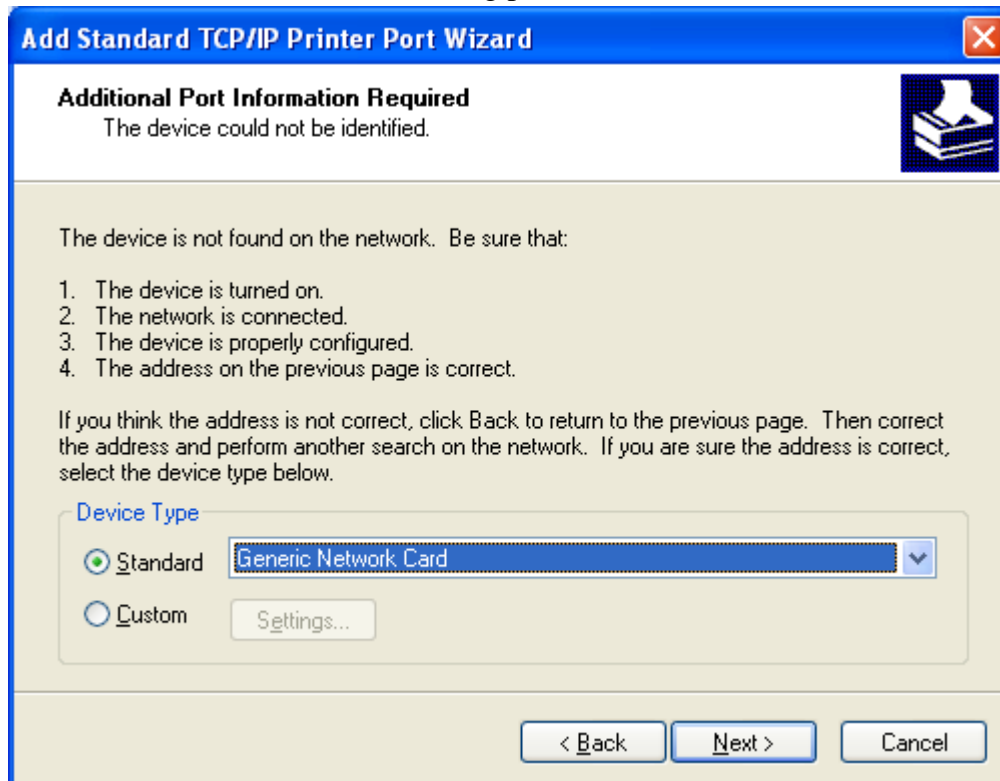 Add Standard TCP/IP Printer Port Wizard
Additional Port Information Required
The device could not be identified.
The device is not found on the network.  Be sure that:
1.  The device is turned on.
2.  The network is connected.
3.  The device is properly configured.
4.  The address on the previous page is correct.
If you think the address is not correct, click Back to return to the previous page.  Then correct
the address and perform another search on the network.  If you are sure the address is correct,
select the device type below.
Device Type
Standard
Generic Network Card
Custom
Settings...
< Back
Next >
Cancel